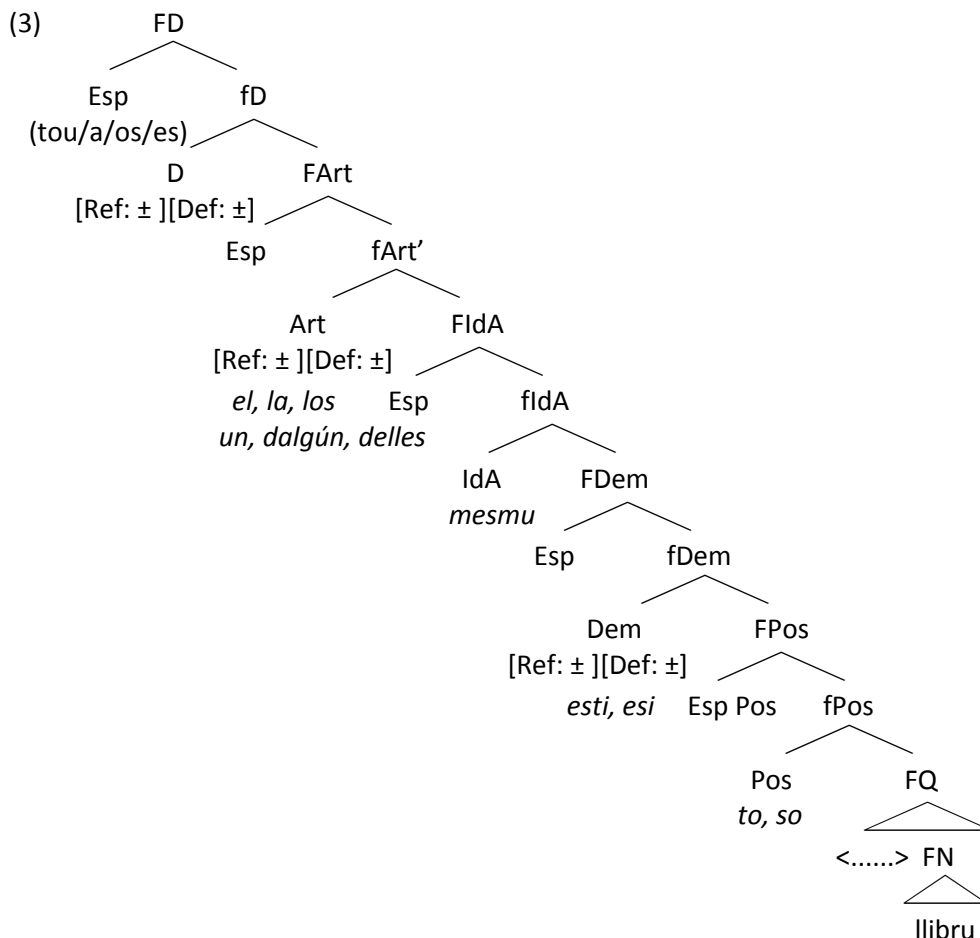 (3) FD
Esp fD
(tou/a/os/es)
D FArt
[Ref: ± ][Def: ±]
Esp fArt’
Art FIdA
[Ref: ± ][Def: ±]
el, la, los Esp fIdA
un, dalgún, delles
IdA FDem
mesmu
Esp fDem
Dem FPos
[Ref: ± ][Def: ±]
esti, esi Esp Pos fPos
Pos FQ
to, so
<......> FN
llibru